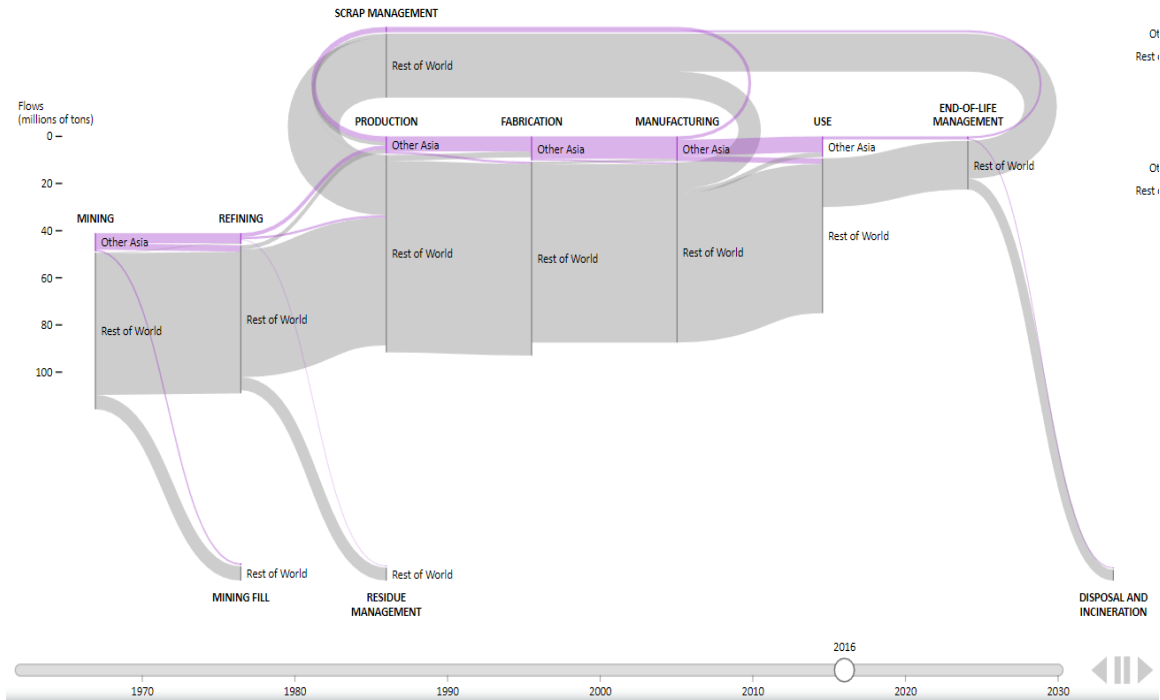 SCRAP MANAGEMENT
Ot
Rest of World
Rest o
Flows
(millions of tons)
END-OF-LIFE
MANAGEMENT
PRODUCTION
FABRICATION
MANUFACTURING
USE
0
Other Asia
Other Asia
Other Asia
Other Asia
Rest of World
Ot
Rest o
20
MINING
REFINING
40
Other Asia
Rest of World
Rest of World
Rest of World
Rest of World
60
80
Rest of World
Rest of World
100
Rest of World
Rest of World
MINING FILL
RESIDUE
MANAGEMENT
DISPOSAL AND
INCINERATION
2016
1970
1980
1990
2000
2010
2020
2030